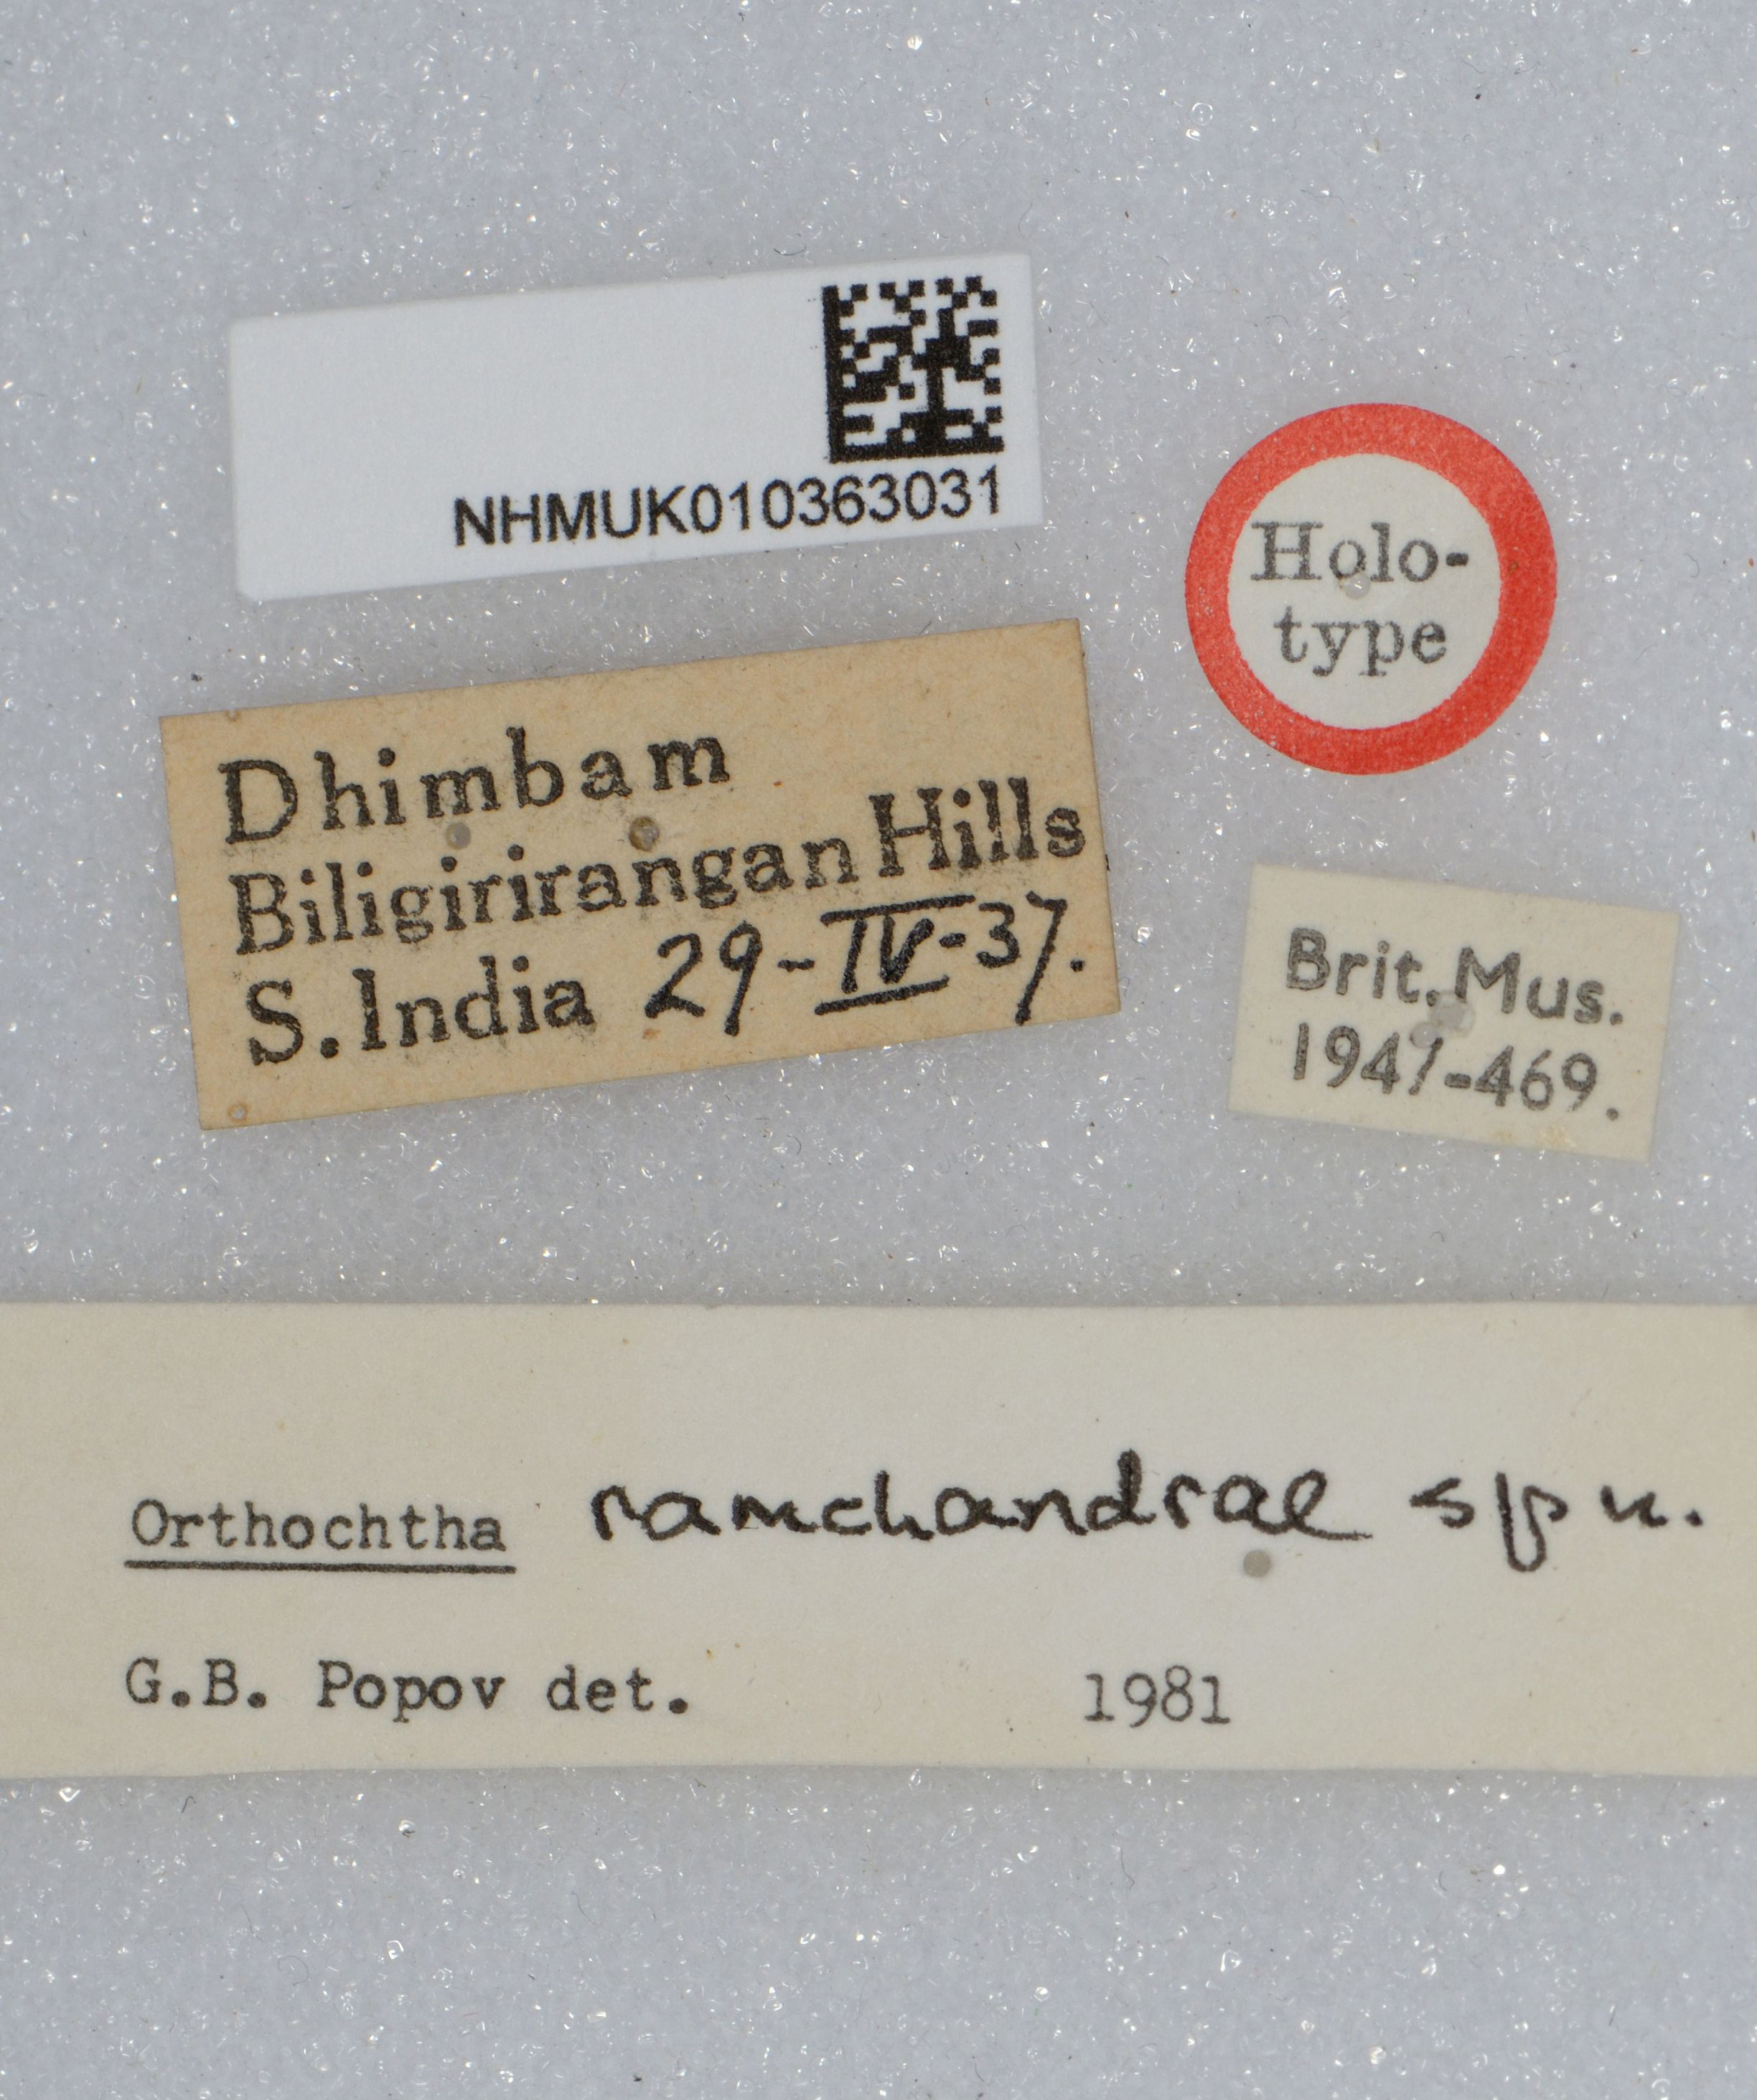 NHMUK010363031
Holo-
type
Dhimbam
Biligirirangan Hills
S. India 29-IV-37.
Brit. Mus.
1947-469.
Orthochtha ramchandrae sp n.
G.B. Popov det. 1981